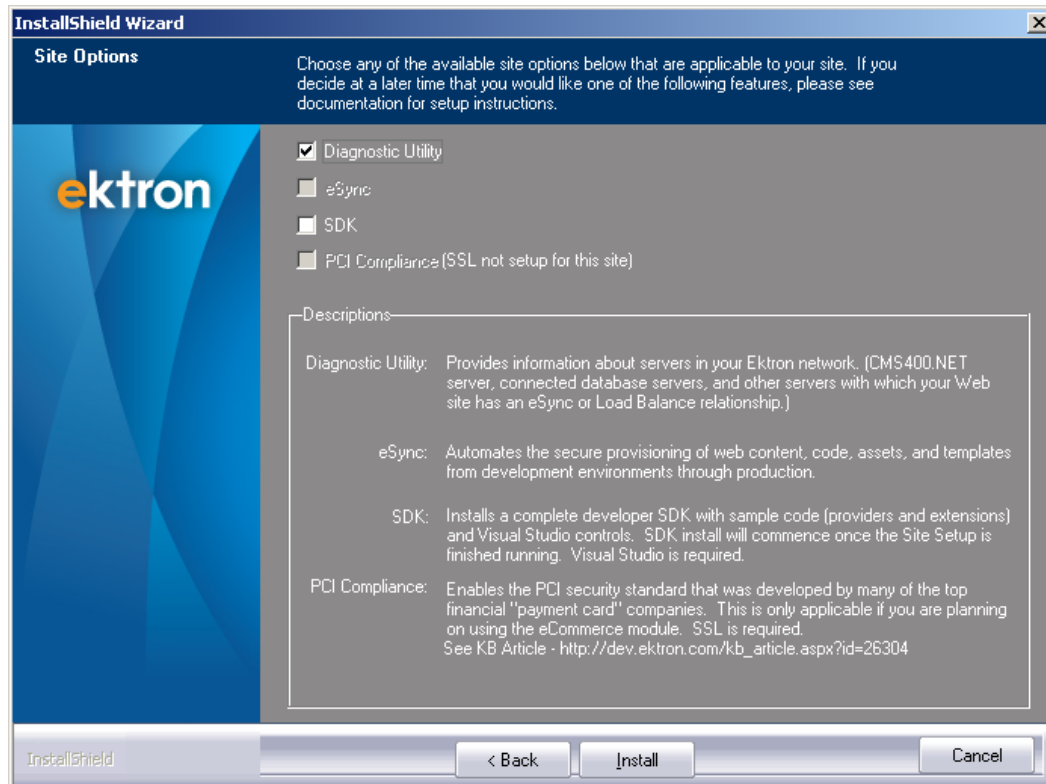 InstallShield Wizard
Site Options
Choose any of the available site options below that are applicable to your site. If you
decide at a later time that you would like one of the following features, please see
documentation for setup instructions.
ektron
Diagnostic Utility
eSync
SDK
PCI Compliance (SSL not setup for this site)
Descriptions
Diagnostic Utility: Provides information about servers in your Ektron network. (CMS400.NET
server, connected database servers, and other servers with which your Web
site has an eSync or Load Balance relationship.)
eSync: Automates the secure provisioning of web content, code, assets, and templates
from development environments through production.
SDK: Installs a complete developer SDK with sample code (providers and extensions)
and Visual Studio controls. SDK install will commence once the Site Setup is
finished running. Visual Studio is required.
PCI Compliance: Enables the PCI security standard that was developed by many of the top
financial "payment card" companies. This is only applicable if you are planning
on using the eCommerce module. SSL is required.
See KB Article - http://dev.ektron.com/kb_article.aspx?id=26304
InstallShield
< Back
Install
Cancel